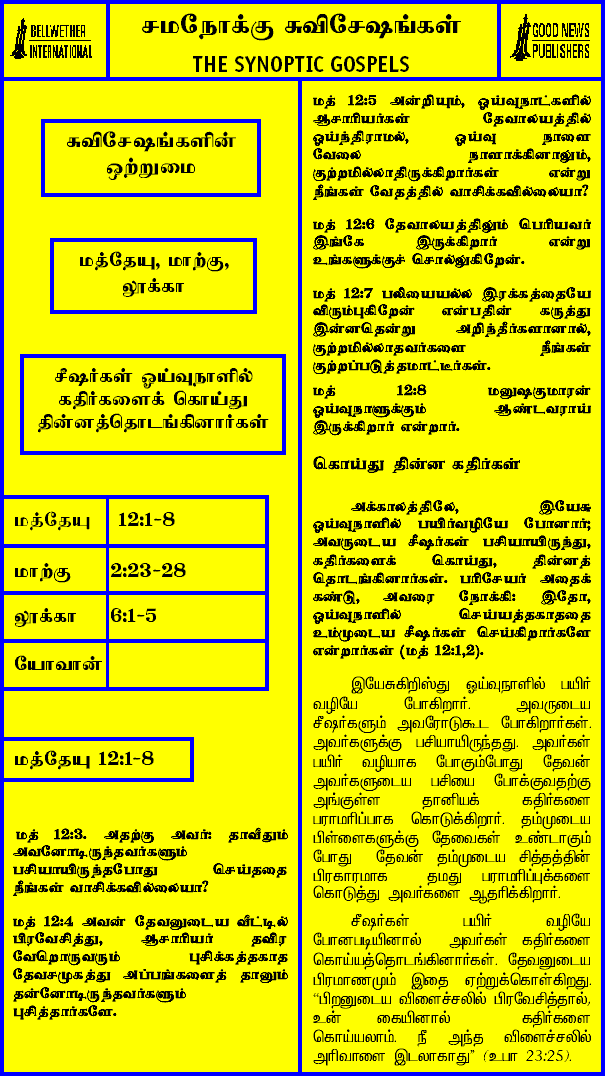 BELLWETHER
INTERNATIONAL
சமநோக்கு சுவிசேஷங்கள்
THE SYNOPTIC GOSPELS
GOOD NEWS
PUBLISHERS
சுவிசேஷங்களின்
ஒற்றுமை
மத்தேயு, மாற்கு,
லூக்கா
சீஷர்கள் ஓய்வுநாளில்
கதிர்களைக் கொய்து
தின்னத்தொடங்கினார்கள்
மத்தேயு 12:1-8
மாற்கு 2:23-28
லூக்கா 6:1-5
யோவான்
மத்தேயு 12:1-8
மத் 12:3. அதற்கு அவர்: தாவீதும்
அவனோடிருந்தவர்களும்
பசியாயிருந்தபோது செய்ததை
நீங்கள் வாசிக்கவில்லையா?
மத் 12:4 அவன் தேவனுடைய வீட்டில்
பிரவேசித்து, ஆசாரியர் தவிர
வேறொருவரும் புசிக்கத்தகாத
தேவசமுகத்து அப்பங்களைத் தானும்
தன்னோடிருந்தவர்களும்
புசித்தார்களே.
மத் 12:5 அன்றியும், ஓய்வுநாட்களில்
ஆசாரியர்கள் தேவாலயத்தில்
ஓய்ந்திராமல், ஓய்வு நாளை
வேலை நாளாக்கினாலும்,
குற்றமில்லாதிருக்கிறார்கள் என்று
நீங்கள் வேதத்தில் வாசிக்கவில்லையா?
மத் 12:6 தேவாலயத்திலும் பெரியவர்
இங்கே இருக்கிறார் என்று
உங்களுக்குச் சொல்லுகிறேன்.
மத் 12:7 பலியையல்ல இரக்கத்தையே
விரும்புகிறேன் என்பதின் கருத்து
இன்னதென்று அறிந்தீர்களானால்,
குற்றமில்லாதவர்களை நீங்கள்
குற்றப்படுத்தமாட்டீர்கள்.
மத் 12:8 மனுஷகுமாரன்
ஓய்வுநாளுக்கும் ஆண்டவராய்
இருக்கிறார் என்றார்.
கொய்து தின்ன கதிர்கள்
அக்காலத்திலே, இயேசு
ஓய்வுநாளில் பயிர்வழியே போனார்;
அவருடைய சீஷர்கள் பசியாயிருந்து,
கதிர்களைக் கொய்து, தின்னத்
தொடங்கினார்கள். பரிசேயர் அதைக்
கண்டு, அவரை நோக்கி: இதோ,
ஓய்வுநாளில் செய்யத்தகாததை
உம்முடைய சீஷர்கள் செய்கிறார்களே
என்றார்கள் (மத் 12:1,2).
இயேசுகிறிஸ்து ஓய்வுநாளில் பயிர்
வழியே போகிறார். அவருடைய
சீஷர்களும் அவரோடுகூட போகிறார்கள்.
அவர்களுக்கு பசியாயிருந்தது. அவர்கள்
பயிர் வழியாக போகும்போது தேவன்
அவர்களுடைய பசியை போக்குவதற்கு
அங்குள்ள தானியக் கதிர்களை
பராமரிப்பாக கொடுக்கிறார். தம்முடைய
பிள்ளைகளுக்கு தேவைகள் உண்டாகும்
போது தேவன் தம்முடைய சித்தத்தின்
பிரகாரமாக தமது பராமரிப்புக்களை
கொடுத்து அவர்களை ஆதரிக்கிறார்.
சீஷர்கள் பயிர் வழியே
போனபடியினால் அவர்கள் கதிர்களை
கொய்யத்தொடங்கினார்கள். தேவனுடைய
பிரமாணமும் இதை ஏற்றுக்கொள்கிறது.
“பிறனுடைய விளைச்சலில் பிரவேசித்தால்,
உன் கையினால் கதிர்களை
கொய்யலாம். நீ அந்த விளைச்சலில்
அரிவாளை இடலாகாது” (உபா 23:25).